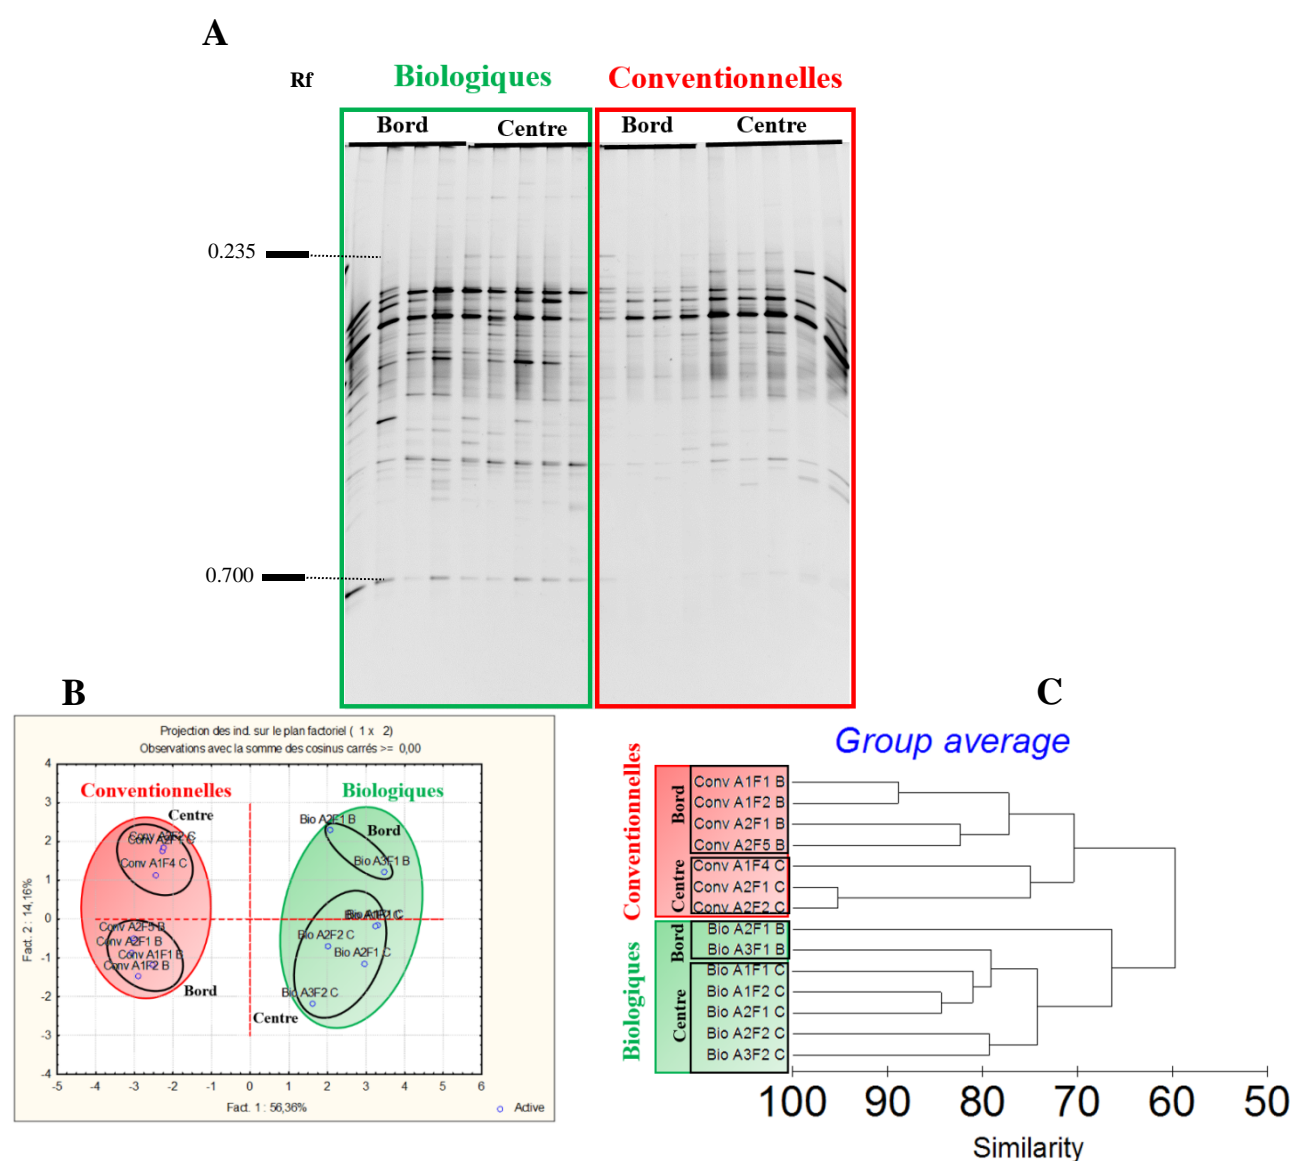 A
Rf
Biologiques
Conventionnelles
Bord
Centre
Bord
Centre
0.235
0.700
B
Projection des ind. sur le plan factoriel ( 1 x 2)
Observations avec la somme des cosinus carrés >= 0,00
Conventionnelles
Biologiques
Centre
Bio A2F1 B
Bord
Conv A2F2 C
Conv A1F4 C
Bio A3F1 B
Conv A2F5 B
Conv A2F1 B
Conv A1F1 B
Conv A1F2 B
Bio A2F2 C
Bio A2F1 C
Bio A3F2 C
Bord
Centre
4
3
2
1
0
-1
-2
-3
-4
Fact. 2 : 14,16%
-5 -4 -3 -2 -1 0 1 2 3 4 5 6
Fact. 1 : 56,36%
Active
C
Group average
Conventionnelles
Bord
Conv A1F1 B
Conv A1F2 B
Conv A2F1 B
Conv A2F5 B
Centre
Conv A1F4 C
Conv A2F1 C
Conv A2F2 C
Biologiques
Bord
Bio A2F1 B
Bio A3F1 B
Centre
Bio A1F1 C
Bio A1F2 C
Bio A2F1 C
Bio A2F2 C
Bio A3F2 C
100 90 80 70 60 50
Similarity